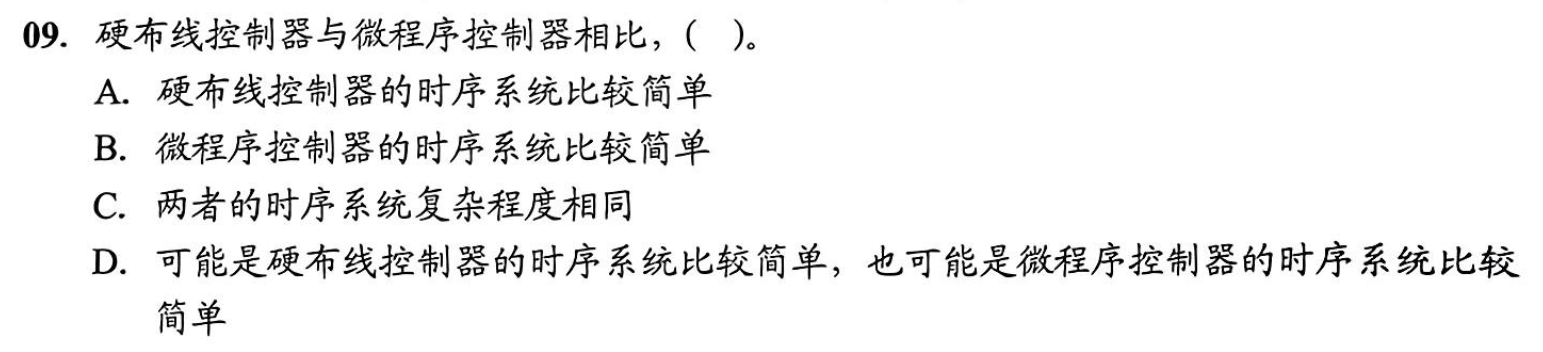 09. 硬布线控制器与微程序控制器相比，( )。
A. 硬布线控制器的时序系统比较简单
B. 微程序控制器的时序系统比较简单
C. 两者的时序系统复杂程度相同
D. 可能是硬布线控制器的时序系统比较简单，也可能是微程序控制器的时序系统比较
简单